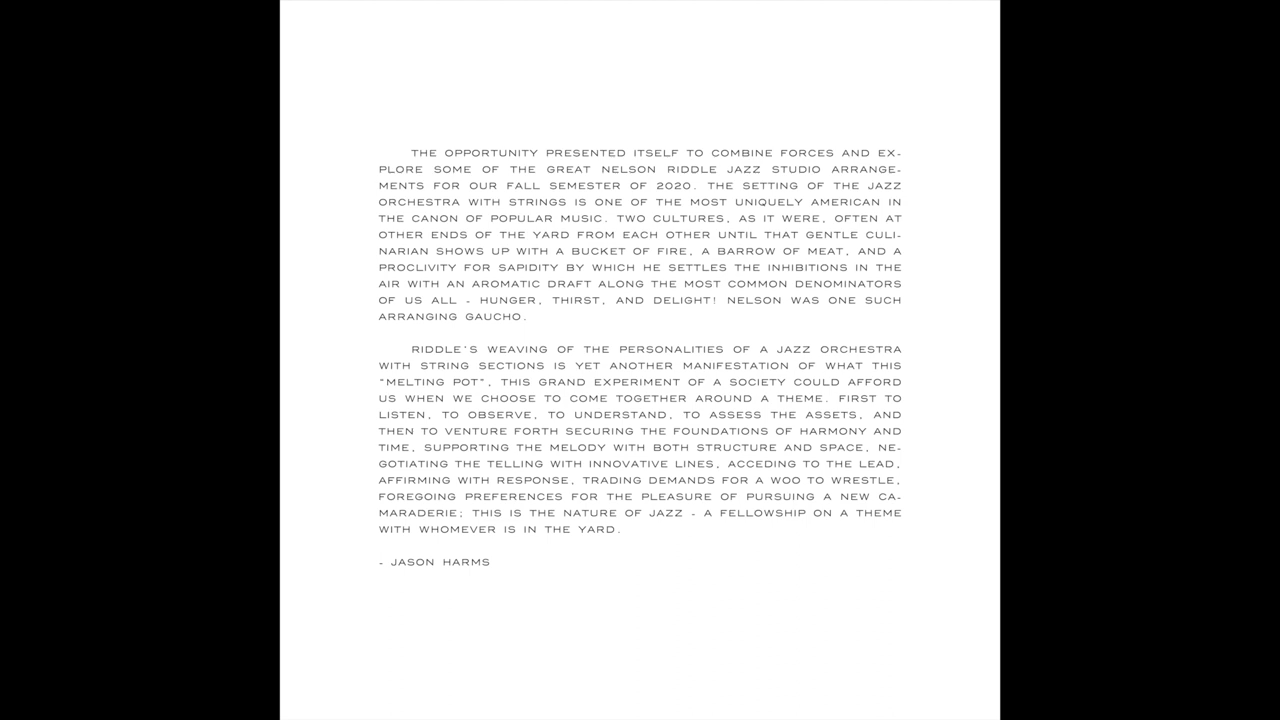 THE OPPORTUNITY PRESENTED ITSELF TO COMBINE FORCES AND EX-
PLORE SOME OF THE GREAT NELSON RIDDLE JAZZ STUDIO ARRANGE-
MENTS FOR OUR FALL SEMESTER OF 2020. THE SETTING OF THE JAZZ
ORCHESTRA WITH STRINGS IS ONE OF THE MOST UNIQUELY AMERICAN IN
THE CANON OF POPULAR MUSIC. TWO CULTURES, AS IT WERE, OFTEN AT
OTHER ENDS OF THE YARD FROM EACH OTHER UNTIL THAT GENTLE CULI-
NARIAN SHOWS UP WITH A BUCKET OF FIRE, A BARROW OF MEAT, AND A
PROCLIVITY FOR SAPIDITY BY WHICH HE SETTLES THE INHIBITIONS IN THE
AIR WITH AN AROMATIC DRAFT ALONG THE MOST COMMON DENOMINATORS
OF US ALL - HUNGER, THIRST, AND DELIGHT! NELSON WAS ONE SUCH
ARRANGING GAUCHO.
RIDDLE'S WEAVING OF THE PERSONALITIES OF A JAZZ ORCHESTRA
WITH STRING SECTIONS IS YET ANOTHER MANIFESTATION OF WHAT THIS
"MELTING POT", THIS GRAND EXPERIMENT OF A SOCIETY COULD AFFORD
US WHEN WE CHOOSE TO COME TOGETHER AROUND A THEME. FIRST TO
LISTEN, TO OBSERVE, TO UNDERSTAND, TO ASSESS THE ASSETS, AND
THEN TO VENTURE FORTH SECURING THE FOUNDATIONS OF HARMONY AND
TIME, SUPPORTING THE MELODY WITH BOTH STRUCTURE AND SPACE, NE-
GOTIATING THE TELLING WITH INNOVATIVE LINES, ACCEDING TO THE LEAD,
AFFIRMING WITH RESPONSE, TRADING DEMANDS FOR A WOO TO WRESTLE,
FOREGOING PREFERENCES FOR THE PLEASURE OF PURSUING A NEW CA-
MARADERIE; THIS IS THE NATURE OF JAZZ - A FELLOWSHIP ON A THEME
WITH WHOMEVER IS IN THE YARD.
- JASON HARMS